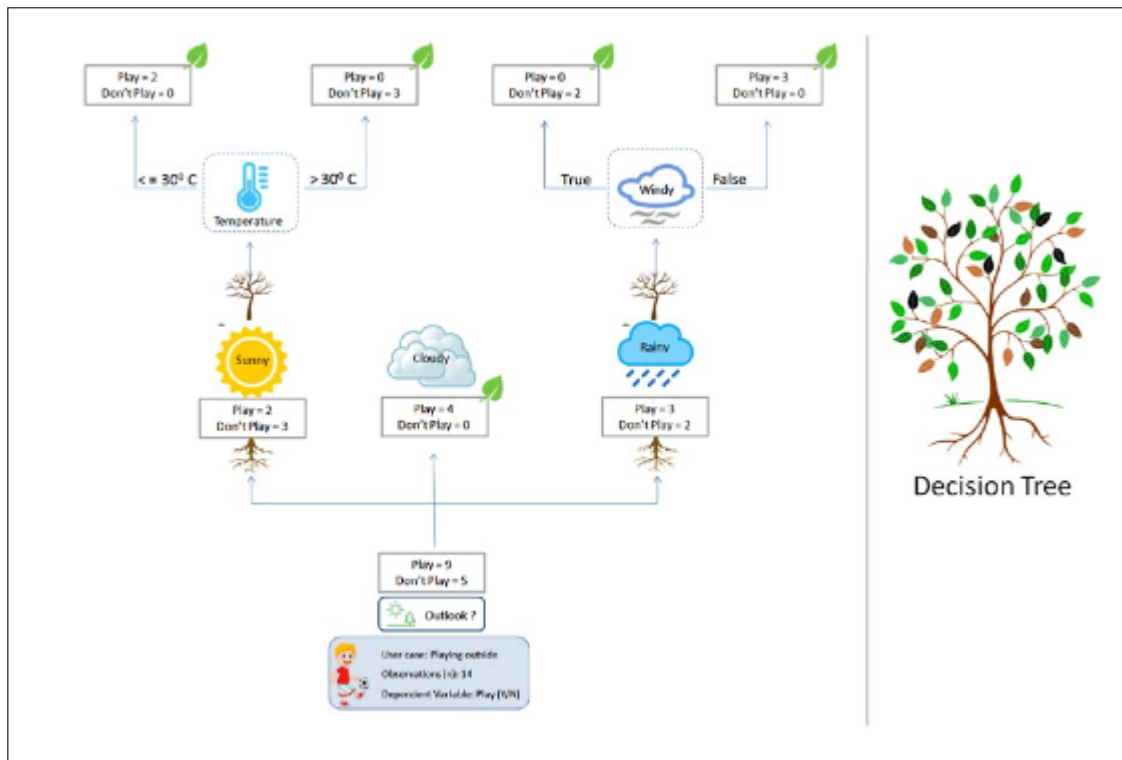 Play = 2
Don't Play = 0
Play = 0
Don't Play = 3
Play = 0
Don't Play = 2
Play = 3
Don't Play = 0
< = 30⁰ C
> 30⁰ C
True
False
Temperature
Windy
Sunny
Cloudy
Rainy
Play = 2
Don't Play = 3
Play = 4
Don't Play = 0
Play = 3
Don't Play = 2
Play = 9
Don't Play = 5
Outlook ?
User case: Playing outside
Observations : 14
Dependent Variable: Play (Y/N)
Decision Tree